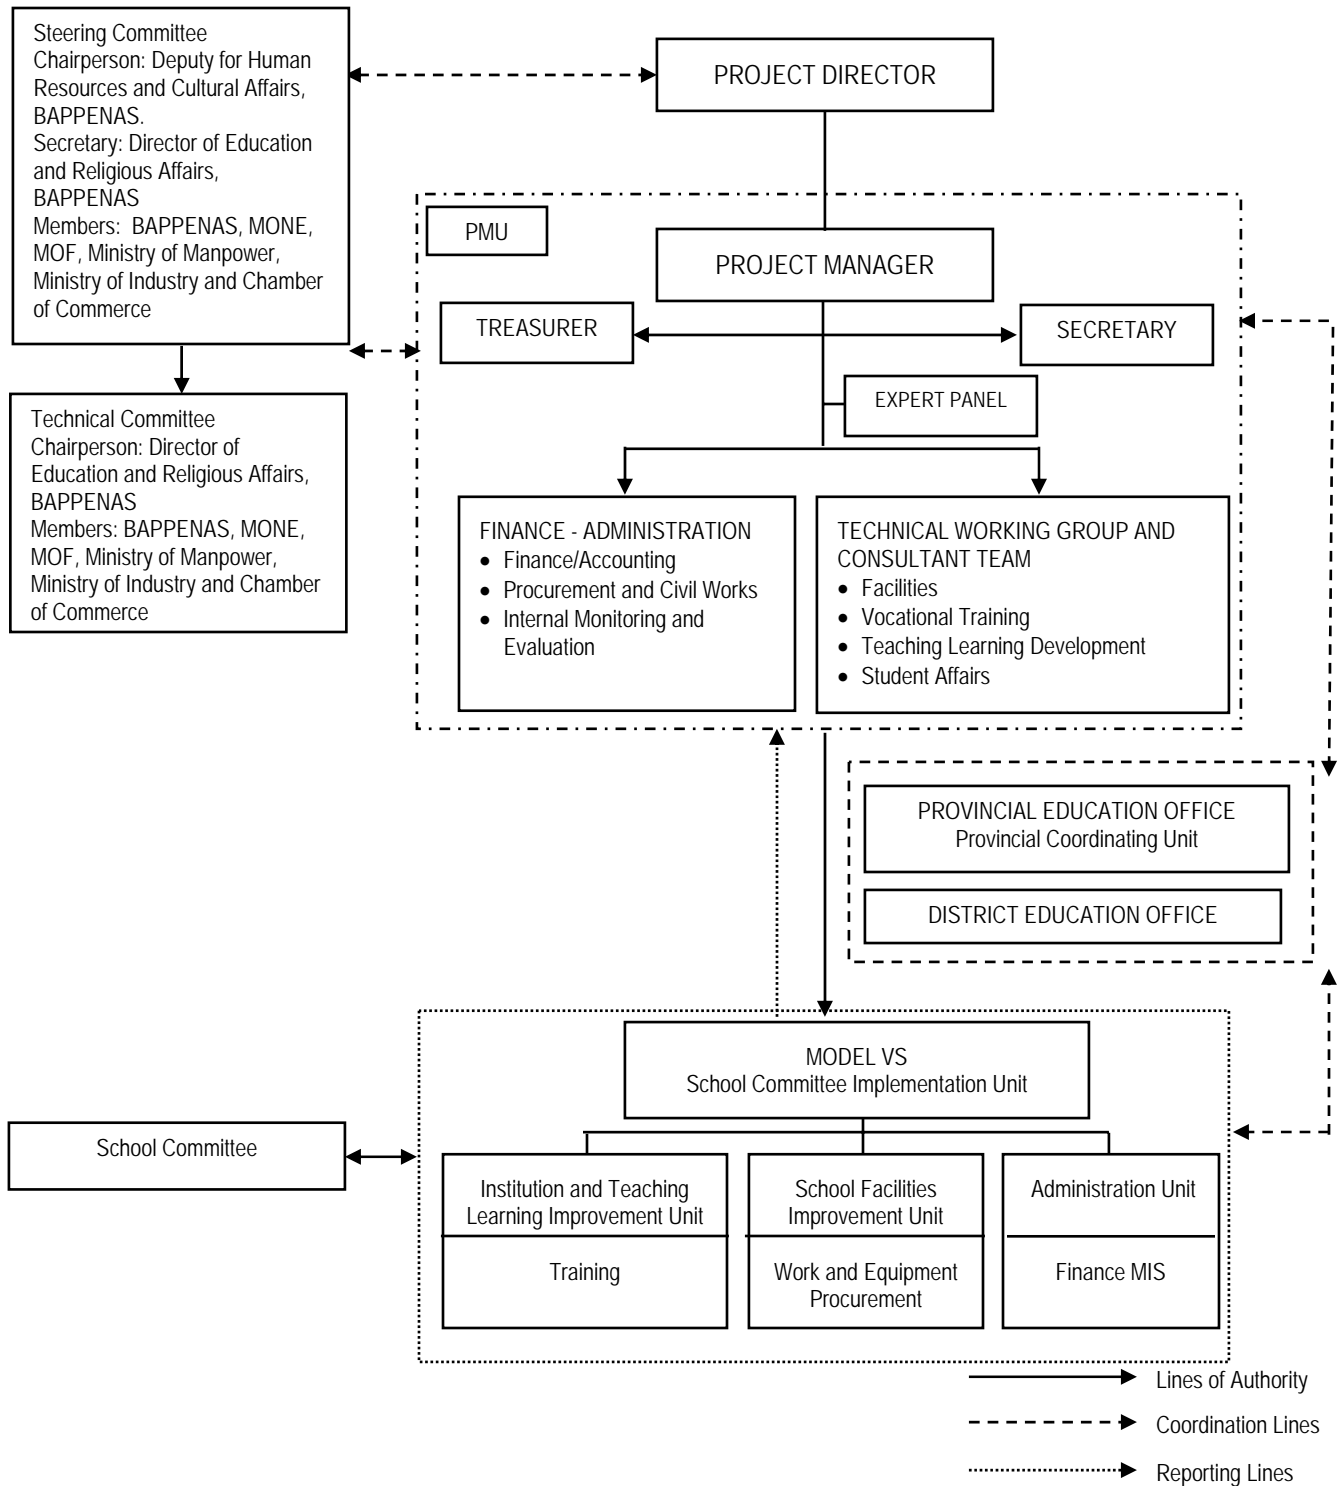 Steering Committee
Chairperson: Deputy for Human
Resources and Cultural Affairs,
BAPPENAS.
Secretary: Director of Education
and Religious Affairs,
BAPPENAS
Members: BAPPENAS, MONE,
MOF, Ministry of Manpower,
Ministry of Industry and Chamber
of Commerce
PROJECT DIRECTOR
PMU
PROJECT MANAGER
TREASURER
SECRETARY
EXPERT PANEL
Technical Committee
Chairperson: Director of
Education and Religious Affairs,
BAPPENAS
Members: BAPPENAS, MONE,
MOF, Ministry of Manpower,
Ministry of Industry and Chamber
of Commerce
FINANCE - ADMINISTRATION
• Finance/Accounting
• Procurement and Civil Works
• Internal Monitoring and
Evaluation
TECHNICAL WORKING GROUP AND
CONSULTANT TEAM
• Facilities
• Vocational Training
• Teaching Learning Development
• Student Affairs
PROVINCIAL EDUCATION OFFICE
Provincial Coordinating Unit
DISTRICT EDUCATION OFFICE
MODEL VS
School Committee Implementation Unit
School Committee
Institution and Teaching
Learning Improvement Unit
Training
School Facilities
Improvement Unit
Work and Equipment
Procurement
Administration Unit
Finance MIS
Lines of Authority
Coordination Lines
Reporting Lines